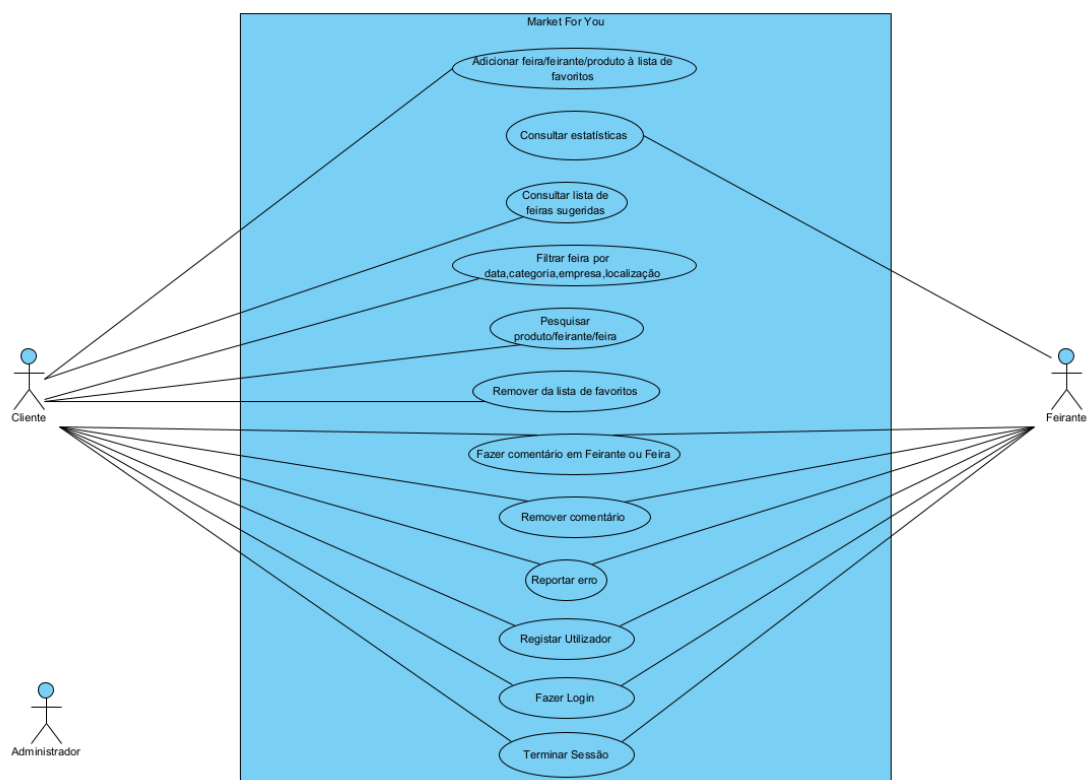 Market For You
Adicionar feira/feirante/produto à lista de
favoritos
Consultar estatísticas
Consultar lista de
feiras sugeridas
Filtrar feira por
data,categoria,empresa,localização
Pesquisar
produto/feirante/feira
Remover da lista de favoritos
Cliente
Feirante
Fazer comentário em Feirante ou Feira
Remover comentário
Reportar erro
Registar Utilizador
Fazer Login
Administrador
Terminar Sessão